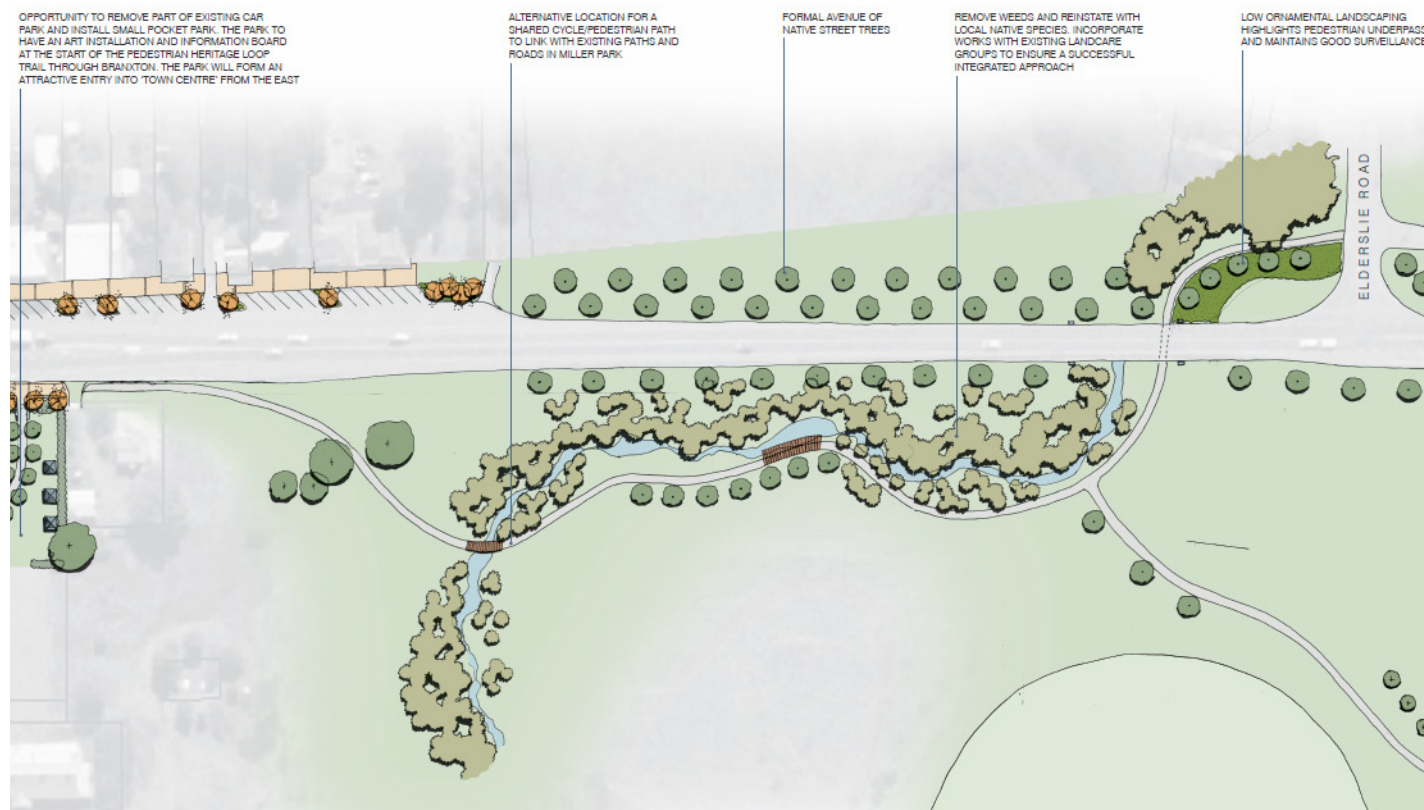 OPPORTUNITY TO REMOVE PART OF EXISTING CAR
PARK AND INSTALL SMALL POCKET PARK. THE PARK TO
HAVE AN ART INSTALLATION AND INFORMATION BOARD
AT THE START OF THE PEDESTRIAN HERITAGE LOOP
TRAIL THROUGH BRANXTON. THE PARK WILL FORM AN
ATTRACTIVE ENTRY INTO 'TOWN CENTRE' FROM THE EAST
ALTERNATIVE LOCATION FOR A
SHARED CYCLE/PEDESTRIAN PATH
TO LINK WITH EXISTING PATHS AND
ROADS IN MILLER PARK
FORMAL AVENUE OF
NATIVE STREET TREES
REMOVE WEEDS AND REINSTATE WITH
LOCAL NATIVE SPECIES. INCORPORATE
WORKS WITH EXISTING LANDCARE
GROUPS TO ENSURE A SUCCESSFUL
INTEGRATED APPROACH
LOW ORNAMENTAL LANDSCAPING
HIGHLIGHTS PEDESTRIAN UNDERPASS
AND MAINTAINS GOOD SURVEILLANCE
ELDERSLIE ROAD